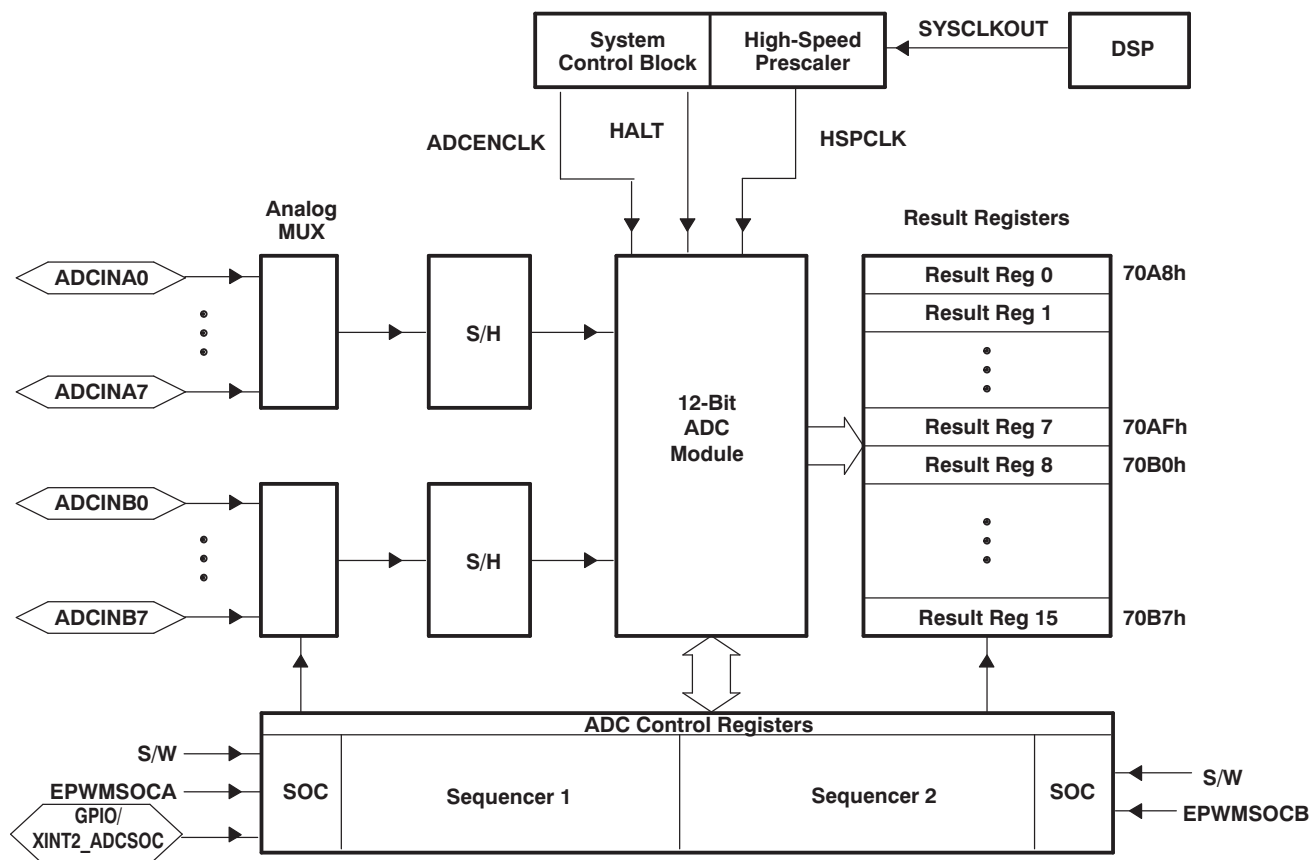 System
Control Block
High-Speed
Prescaler
SYSCLKOUT
DSP
ADCENCLK
HALT
HSPCLK
Analog
MUX
Result Registers
ADCINA0
ADCINA7
S/H
12-Bit
ADC
Module
Result Reg 0
70A8h
Result Reg 1
Result Reg 7
70AFh
Result Reg 8
70B0h
ADCINB0
ADCINB7
S/H
Result Reg 15
70B7h
ADC Control Registers
S/W
EPWMSOCA
GPIO/
XINT2_ADCSOC
SOC
Sequencer 1
Sequencer 2
SOC
S/W
EPWMSOCB